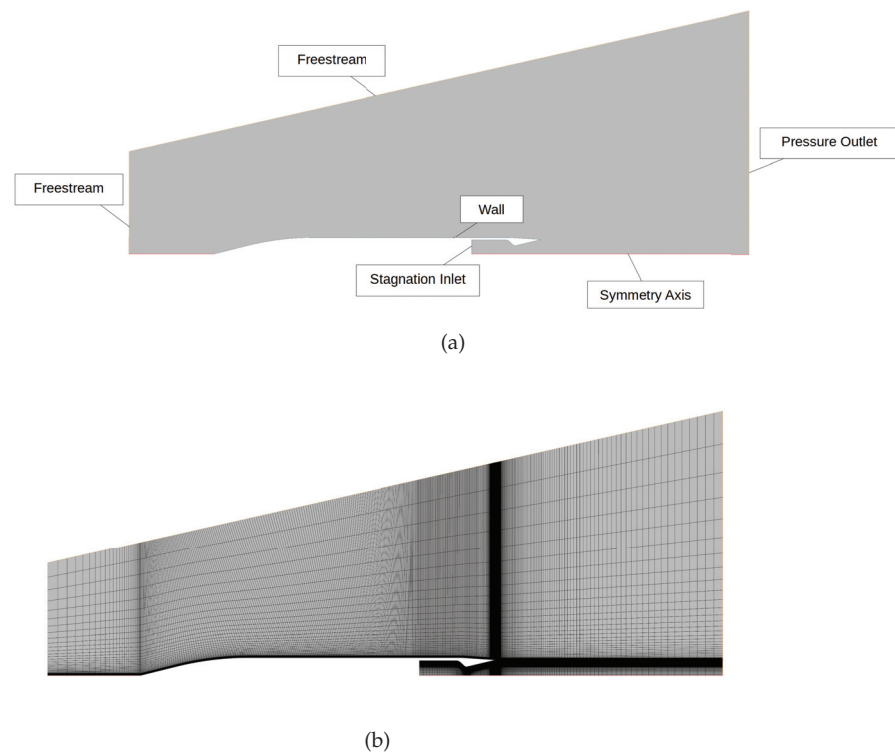 Freestream
Pressure Outlet
Freestream
Wall
Stagnation Inlet
Symmetry Axis
(a)
(b)